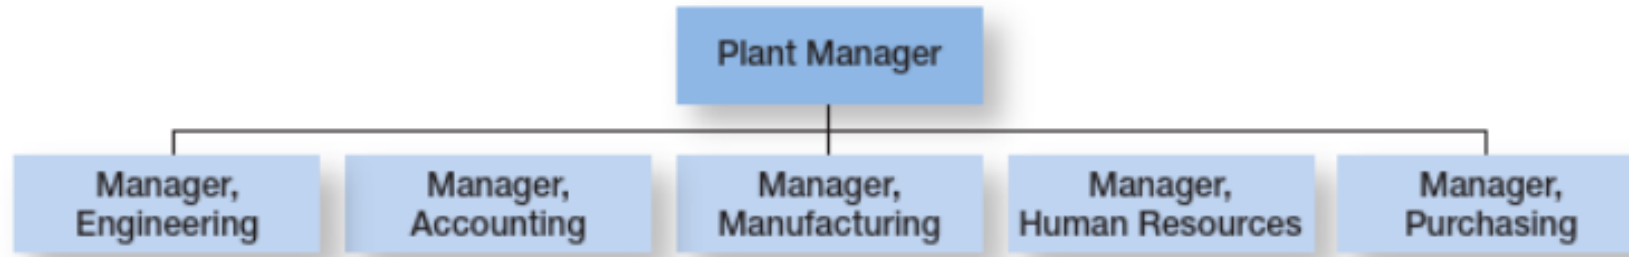 Plant Manager
Manager,
Engineering
Manager,
Accounting
Manager,
Manufacturing
Manager,
Human Resources
Manager,
Purchasing